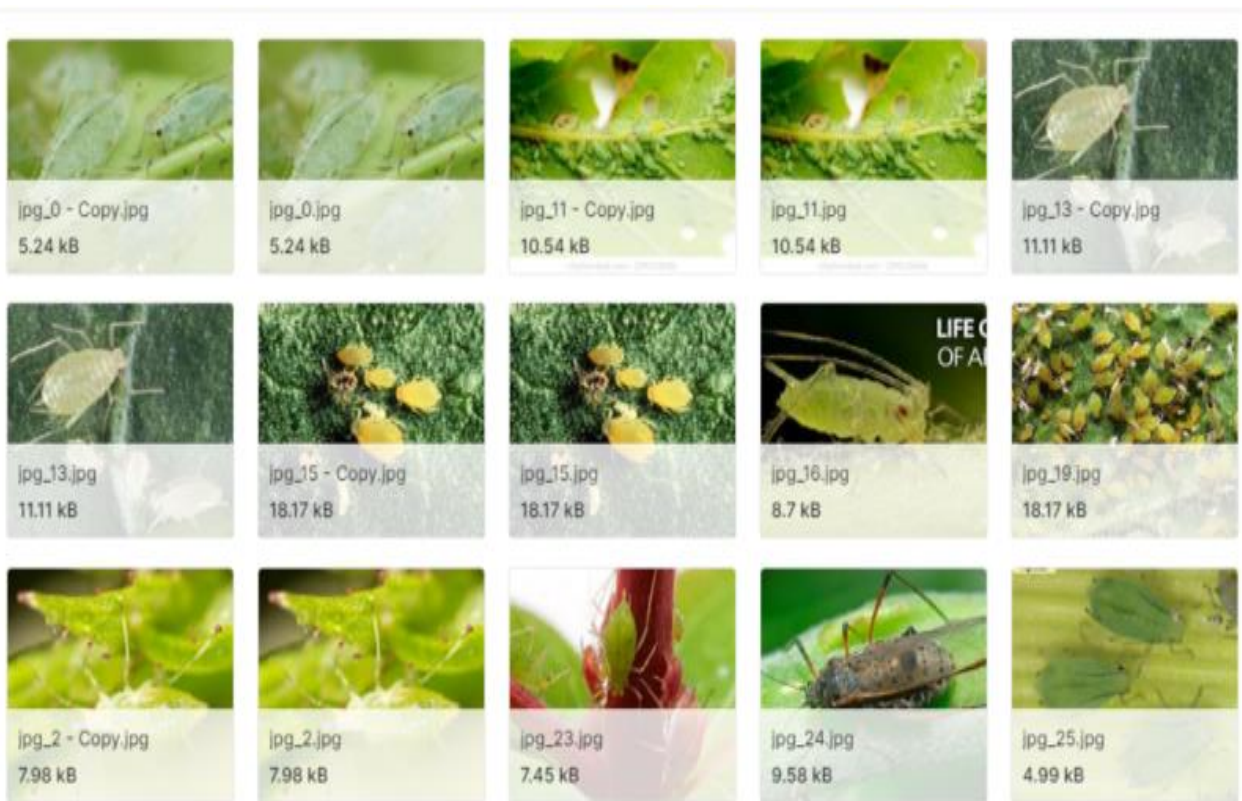 jpg_0 - Copy.jpg
5.24 kB
jpg_0.jpg
5.24 kB
jpg_11 - Copy.jpg
10.54 kB
jpg_11.jpg
10.54 kB
jpg_13 - Copy.jpg
11.11 kB
jpg_13.jpg
11.11 kB
jpg_15 - Copy.jpg
18.17 kB
jpg_15.jpg
18.17 kB
LIFE
OF
jpg_16.jpg
8.7 kB
jpg_19.jpg
18.17 kB
jpg_2 - Copy.jpg
7.98 kB
jpg_2.jpg
7.98 kB
jpg_23.jpg
7.45 kB
jpg_24.jpg
9.58 kB
jpg_25.jpg
4.99 kB